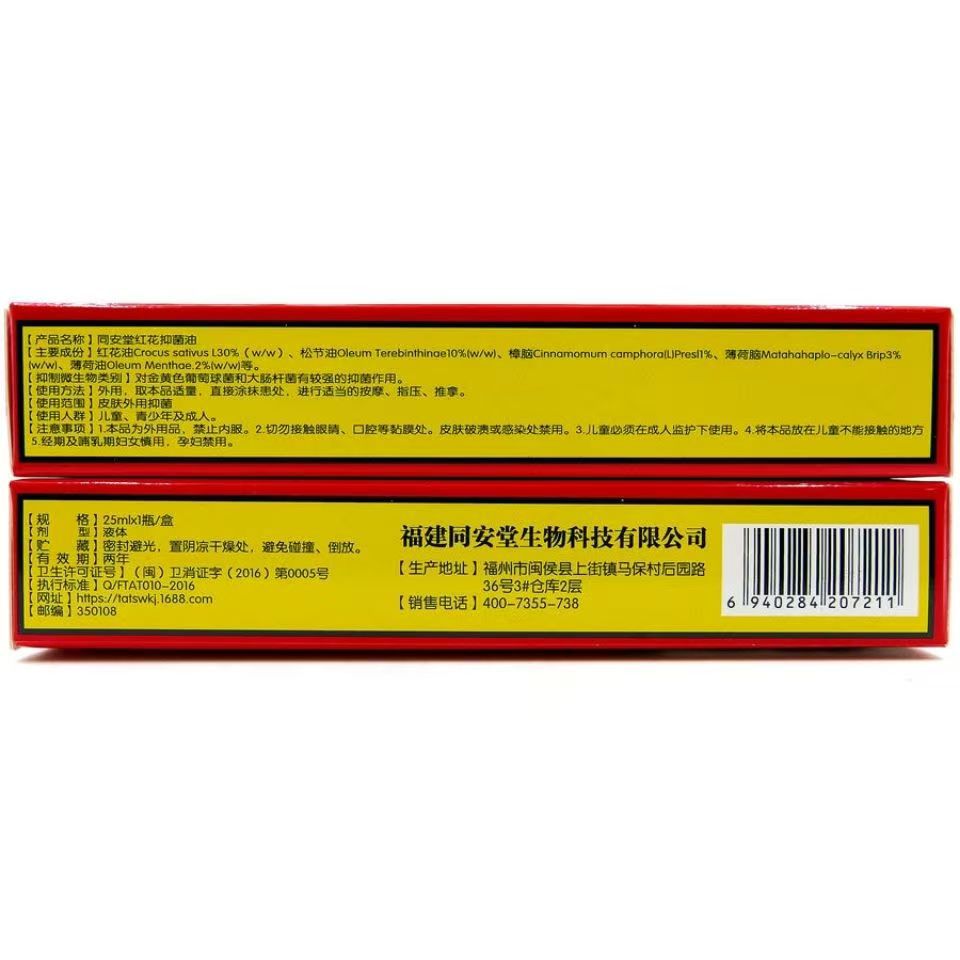 【产品名称】同安堂红花抑菌油
【主要成份】红花油Crocus sativus L30%（w/w）、松节油Oleum Terebinthinae10%(w/w)、樟脑Cinnamomum camphora(L)Presl1%、薄荷脑Matahahaplo-calyx Brip3%
(w/w)、薄荷油Oleum Menthae.2%(w/w)等。
【抑制微生物类别】对金黄色葡萄球菌和大肠杆菌有较强的抑菌作用。
【使用方法】外用，取本品适量，直接涂抹患处，进行适当的按摩、指压、推拿。
【使用范围】皮肤外用抑菌
【使用人群】儿童、青少年及成人。
【注意事项】1.本品为外用品，禁止内服。2.切勿接触眼睛、口腔等黏膜处。皮肤破溃或感染处禁用。3.儿童必须在成人监护下使用。4.将本品放在儿童不能接触的地方
5.经期及哺乳期妇女慎用，孕妇禁用。
【规 格】25mlx1瓶/盒
【剂 型】液体
【贮 藏】密封避光，置阴凉干燥处，避免碰撞、倒放。
【有 效 期】两年
【卫生许可证号】（闽）卫消证字（2016）第0005号
【执行标准】Q/FTAT010-2016
【网址】https://tatswkj.1688.com
【邮编】350108
福建同安堂生物科技有限公司
【生产地址】福州市闽侯县上街镇马保村后园路
36号3#仓库2层
【销售电话】400-7355-738
6 940284 207211